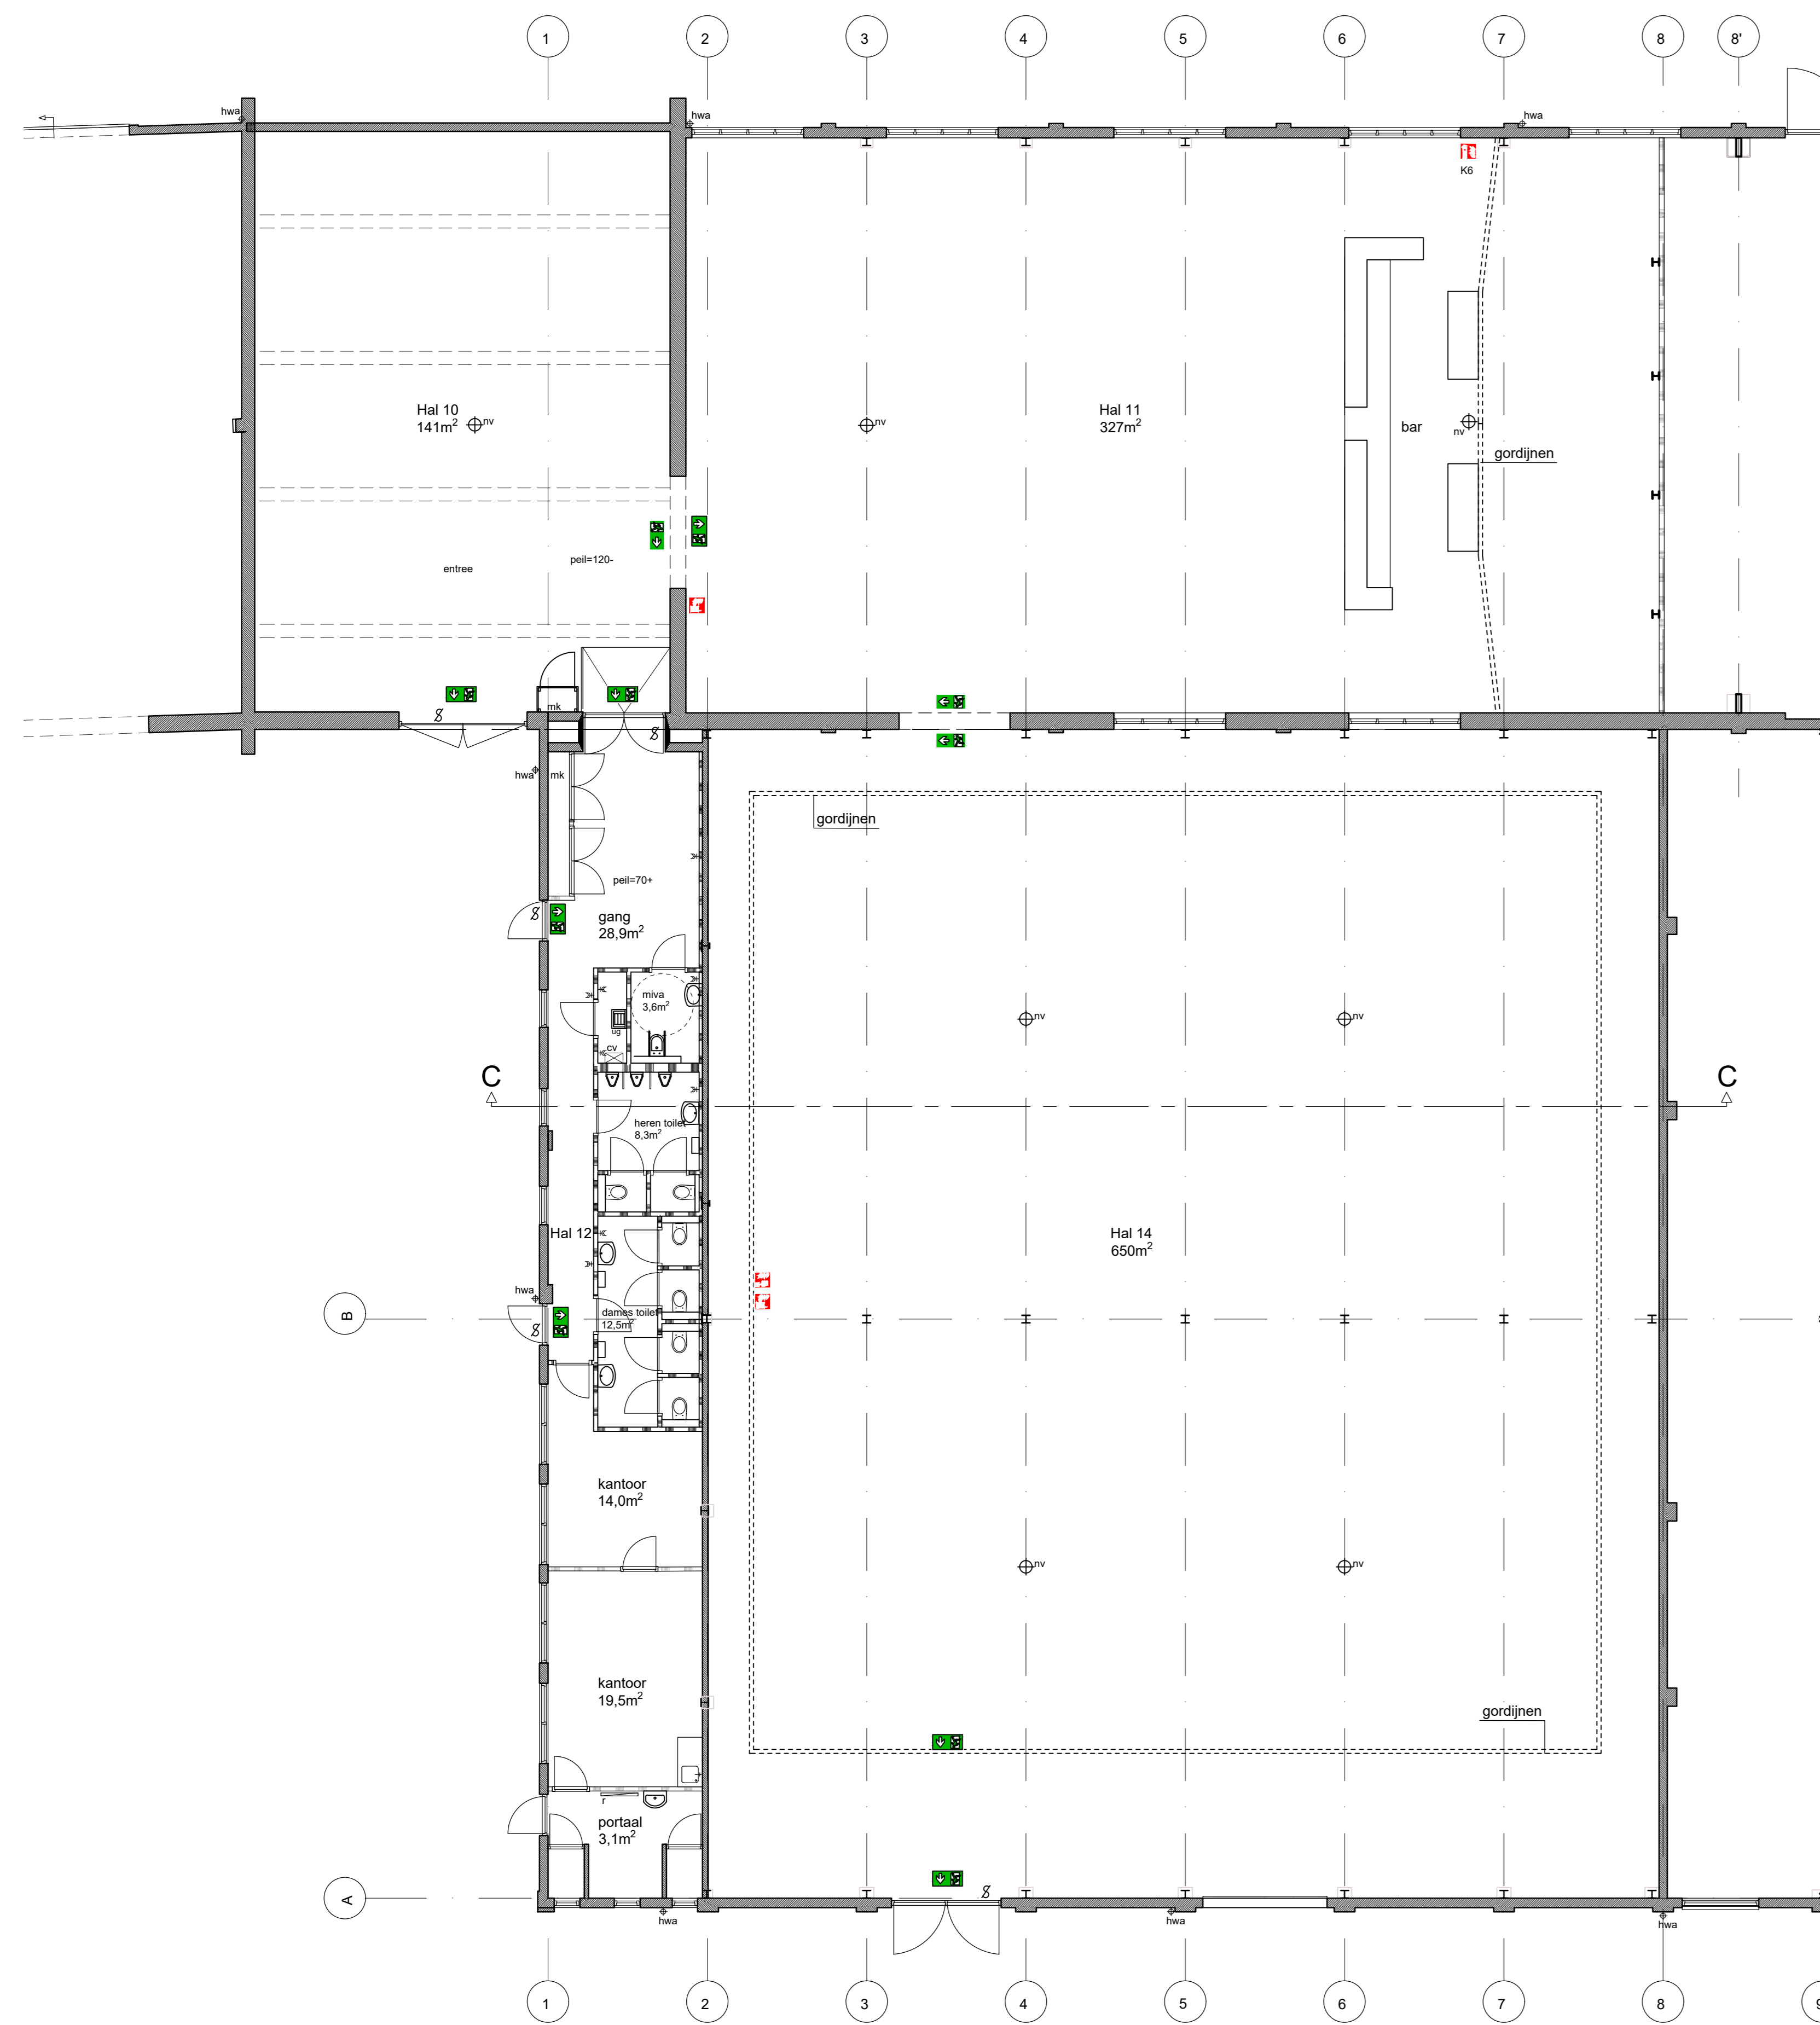 1 2 3 4 5 6 7 8 8'
hwa
hwa
hwa
K6
Hal 10
141m² nv
nv
Hal 11
327m²
bar
nv
gordijnen
entree
peil=120-
mk
hwa
mk
gordijnen
peil=70+
gang
28,9m²
miva
3,6m²
ug
cv
nv
nv
C
C
heren toilet
8,3m²
Hal 12
Hal 14
650m²
hwa
B
dames toilet
12,5m²
kantoor
14,0m²
nv
nv
kantoor
19,5m²
gordijnen
r
portaal
3,1m²
A
hwa
hwa
hwa
1 2 3 4 5 6 7 8 9